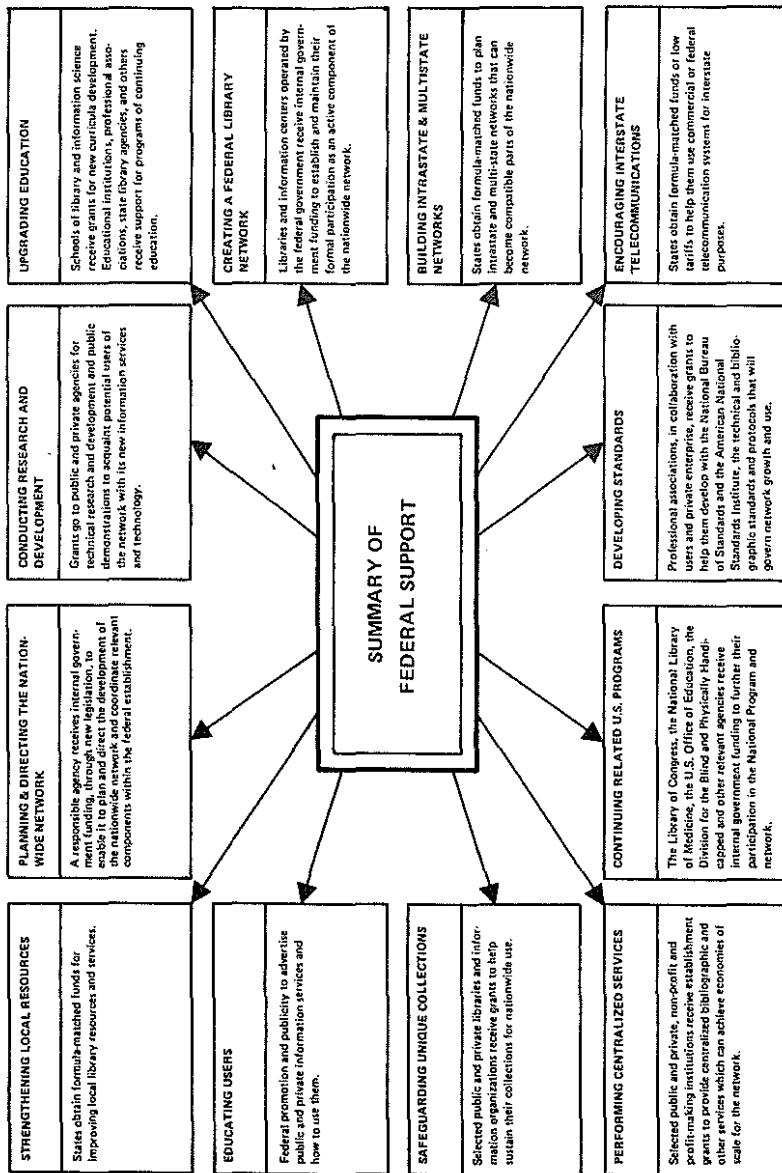 STRENGTHENING LOCAL RESOURCES
States obtain formula-matched funds for
improving local library resources and services.
PLANNING & DIRECTING THE NATION-
WIDE NETWORK
A responsible agency receives internal govern-
ment funding, through new legislation, to
enable it to plan and direct the development of
the nationwide network and coordinate relevant
components within the federal establishment.
CONDUCTING RESEARCH AND
DEVELOPMENT
Grants go to public and private agencies for
technical research and development and public
demonstrations to acquaint potential users of
the network with its new information services
and technology.
UPGRADING EDUCATION
Schools of library and information science
receive grants for new curricula development.
Educational institutions, professional asso-
ciations, state library agencies, and others
receive support for programs of continuing
education.
EDUCATING USERS
Federal promotion and publicity to advertise
public and private information services and
how to use them.
CREATING A FEDERAL LIBRARY
NETWORK
Libraries and information centers operated by
the federal government receive internal govern-
ment funding to establish and maintain their
formal participation as an active component of
the nationwide network.
SUMMARY OF
FEDERAL SUPPORT
SAFEGUARDING UNIQUE COLLECTIONS
Selected public and private libraries and infor-
mation organizations receive grants to help
sustain their collections for nationwide use.
BUILDING INTRASTATE & MULTISTATE
NETWORKS
States obtain formula-matched funds to plan
intrastate and multi-state networks that can
become compatible parts of the nationwide
network.
PERFORMING CENTRALIZED SERVICES
Selected public and private, non-profit and
profit-making institutions receive establishment
grants to provide centralized bibliographic and
other services which can achieve economies of
scale for the network.
CONTINUING RELATED U.S. PROGRAMS
The Library of Congress, the National Library
of Medicine, the U.S. Office of Education, the
Division for the Blind and Physically Handi-
capped and other relevant agencies receive
internal government funding to further their
participation in the National Program and
network.
DEVELOPING STANDARDS
Professional associations, in collaboration with
users and private enterprise, receive grants to
help them develop with the National Bureau
of Standards and the American National
Standards Institute, the technical and biblio-
graphic standards and protocols that will
govern network growth and use.
ENCOURAGING INTERSTATE
TELECOMMUNICATIONS
States obtain formula-matched funds or low
tariffs to help them use commercial or federal
telecommunication systems for interstate
purposes.